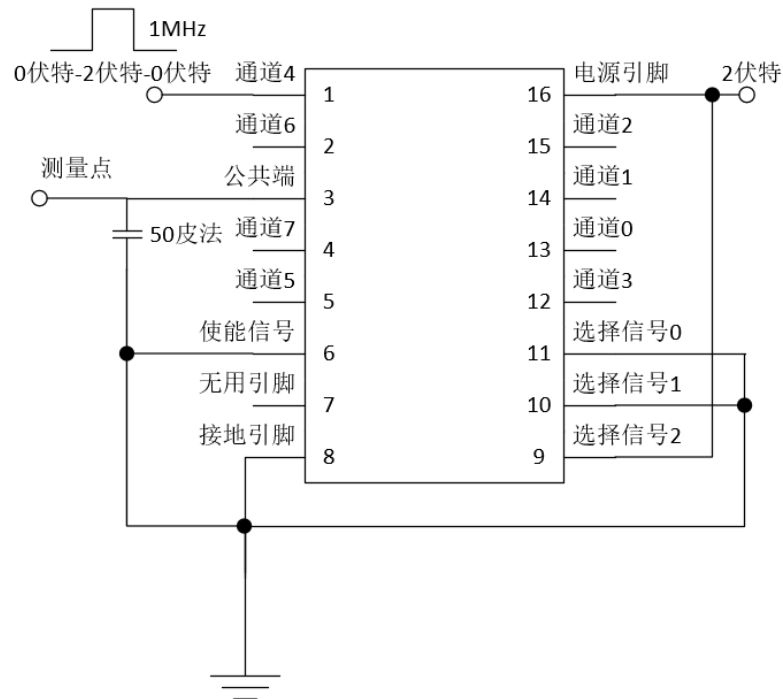 1MHz
0伏特-2伏特-0伏特
通道4
1
16
电源引脚
2伏特
通道6
2
15
通道2
测量点
公共端
3
14
通道1
50皮法
通道7
4
13
通道0
通道5
5
12
通道3
使能信号
6
11
选择信号0
无用引脚
7
10
选择信号1
接地引脚
8
9
选择信号2